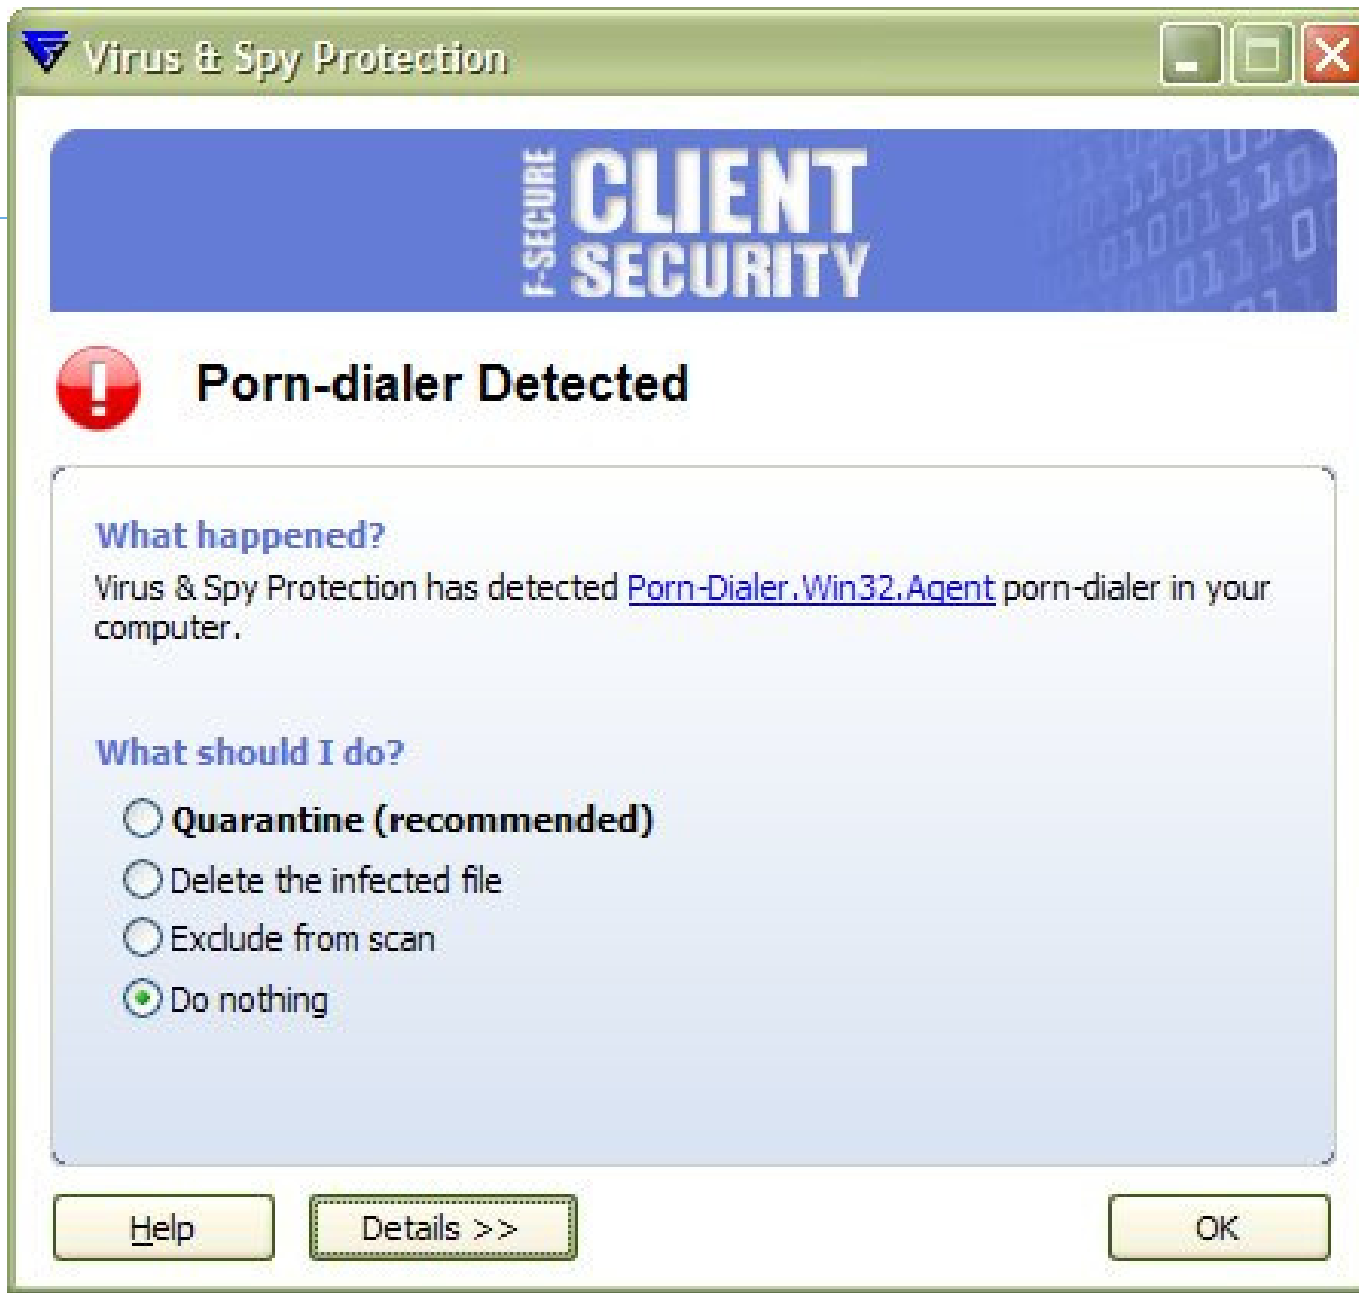 Virus & Spy Protection
F-SECURE
CLIENT
SECURITY
Porn-dialer Detected
What happened?
Virus & Spy Protection has detected Porn-Dialer.Win32.Agent porn-dialer in your
computer.
What should I do?
Quarantine (recommended)
Delete the infected file
Exclude from scan
Do nothing
Help
Details >>
OK